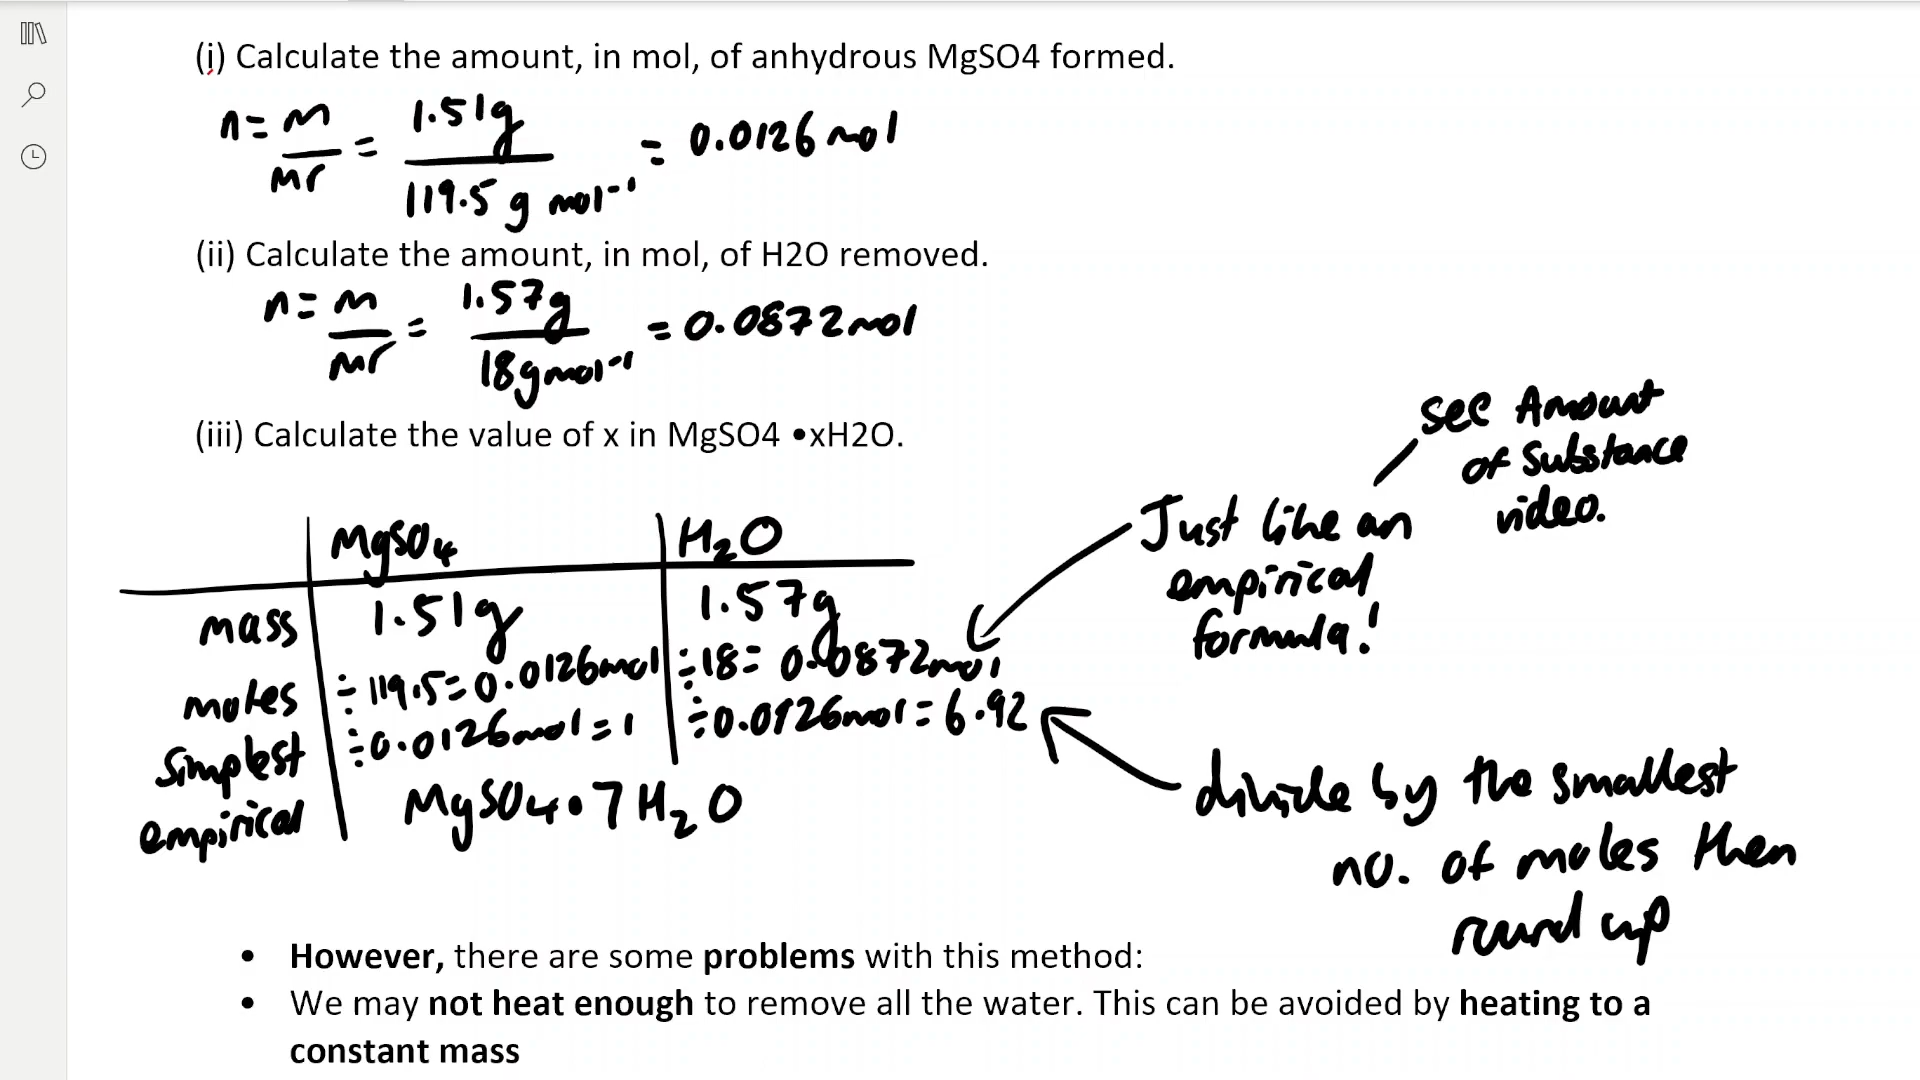 (i) Calculate the amount, in mol, of anhydrous MgSO4 formed.
n = m/Mr = 1.51g/119.5 g mol⁻¹ = 0.0126 mol
(ii) Calculate the amount, in mol, of H2O removed.
n = m/Mr = 1.57g/18gmol⁻¹ = 0.0872mol
(iii) Calculate the value of x in MgSO4 •xH2O.
see Amount
of Substance
video.
Just like an
empirical
formula!
MgSO₄ H₂O
mass 1.51g 1.57g
moles ÷119.5=0.0126mol ÷18= 0.0872mol
simplest ÷0.0126mol=1 ÷0.0126mol=6.92
empirical MgSO₄•7H₂O
divide by the smallest
no. of moles then
round up
• However, there are some problems with this method:
• We may not heat enough to remove all the water. This can be avoided by heating to a
constant mass